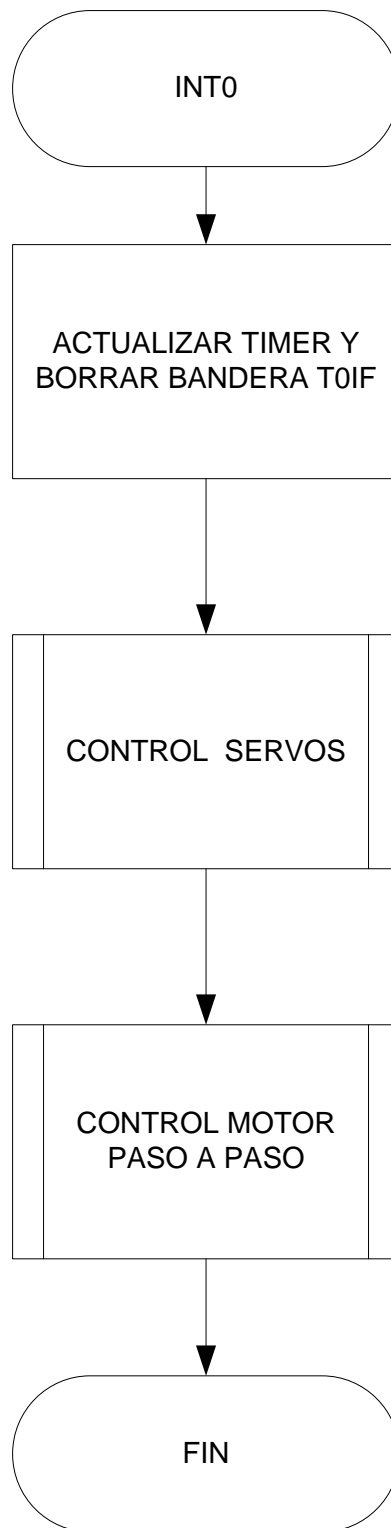 INT0
ACTUALIZAR TIMER Y
BORRAR BANDERA T0IF
CONTROL SERVOS
CONTROL MOTOR
PASO A PASO
FIN